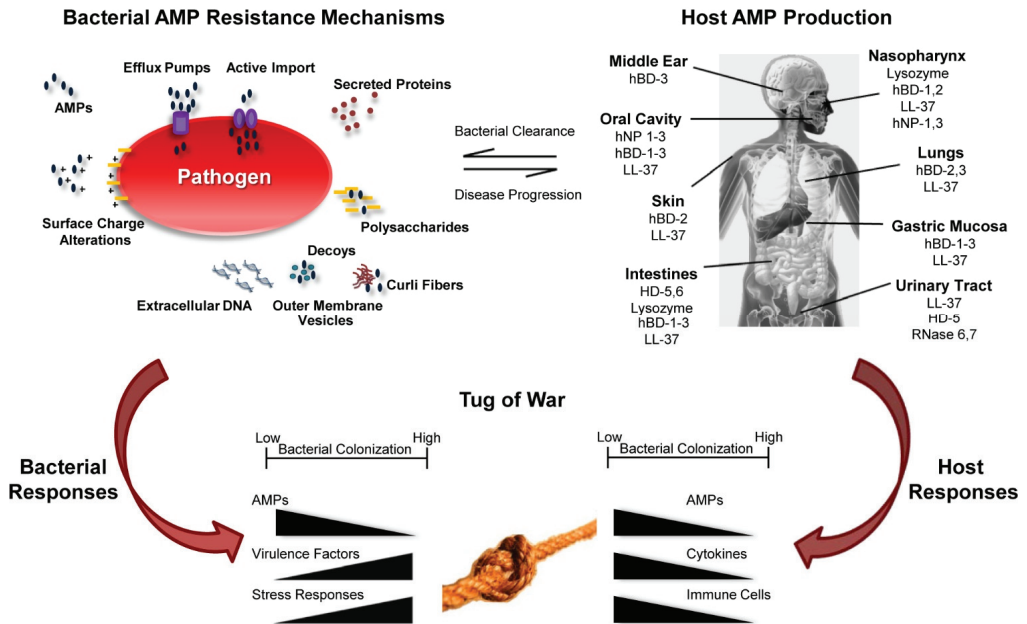 Bacterial AMP Resistance Mechanisms
Efflux Pumps
Active Import
Secreted Proteins
AMPs
Pathogen
+
+
+
+
+
+
-
-
-
-
-
Surface Charge
Alterations
Polysaccharides
Decoys
Curli Fibers
Extracellular DNA
Outer Membrane
Vesicles
Bacterial Clearance
Disease Progression
Host AMP Production
Middle Ear
hBD-3
Nasopharynx
Lysozyme
hBD-1,2
LL-37
hNP-1,3
Oral Cavity
hNP 1-3
hBD-1-3
LL-37
Lungs
hBD-2,3
LL-37
Skin
hBD-2
LL-37
Gastric Mucosa
hBD-1-3
LL-37
Intestines
HD-5,6
Lysozyme
hBD-1-3
LL-37
Urinary Tract
LL-37
HD-5
RNase 6,7
Tug of War
Bacterial
Responses
Low
High
Bacterial Colonization
AMPs
Virulence Factors
Stress Responses
Low
High
Bacterial Colonization
AMPs
Cytokines
Immune Cells
Host
Responses